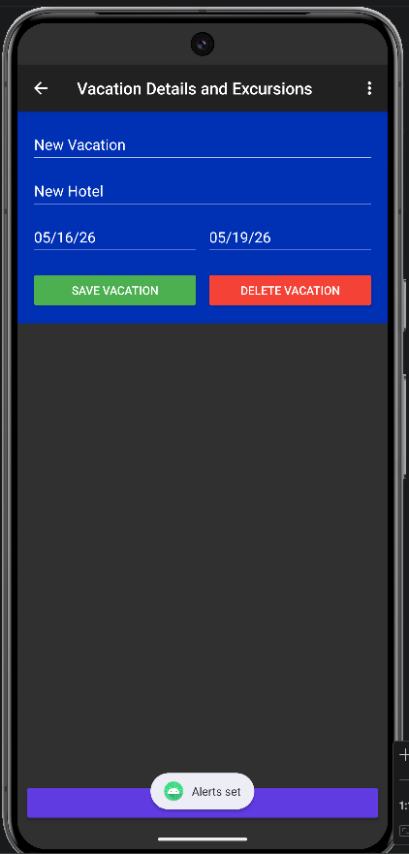 Vacation Details and Excursions
New Vacation
New Hotel
05/16/26 05/19/26
SAVE VACATION DELETE VACATION
Alerts set